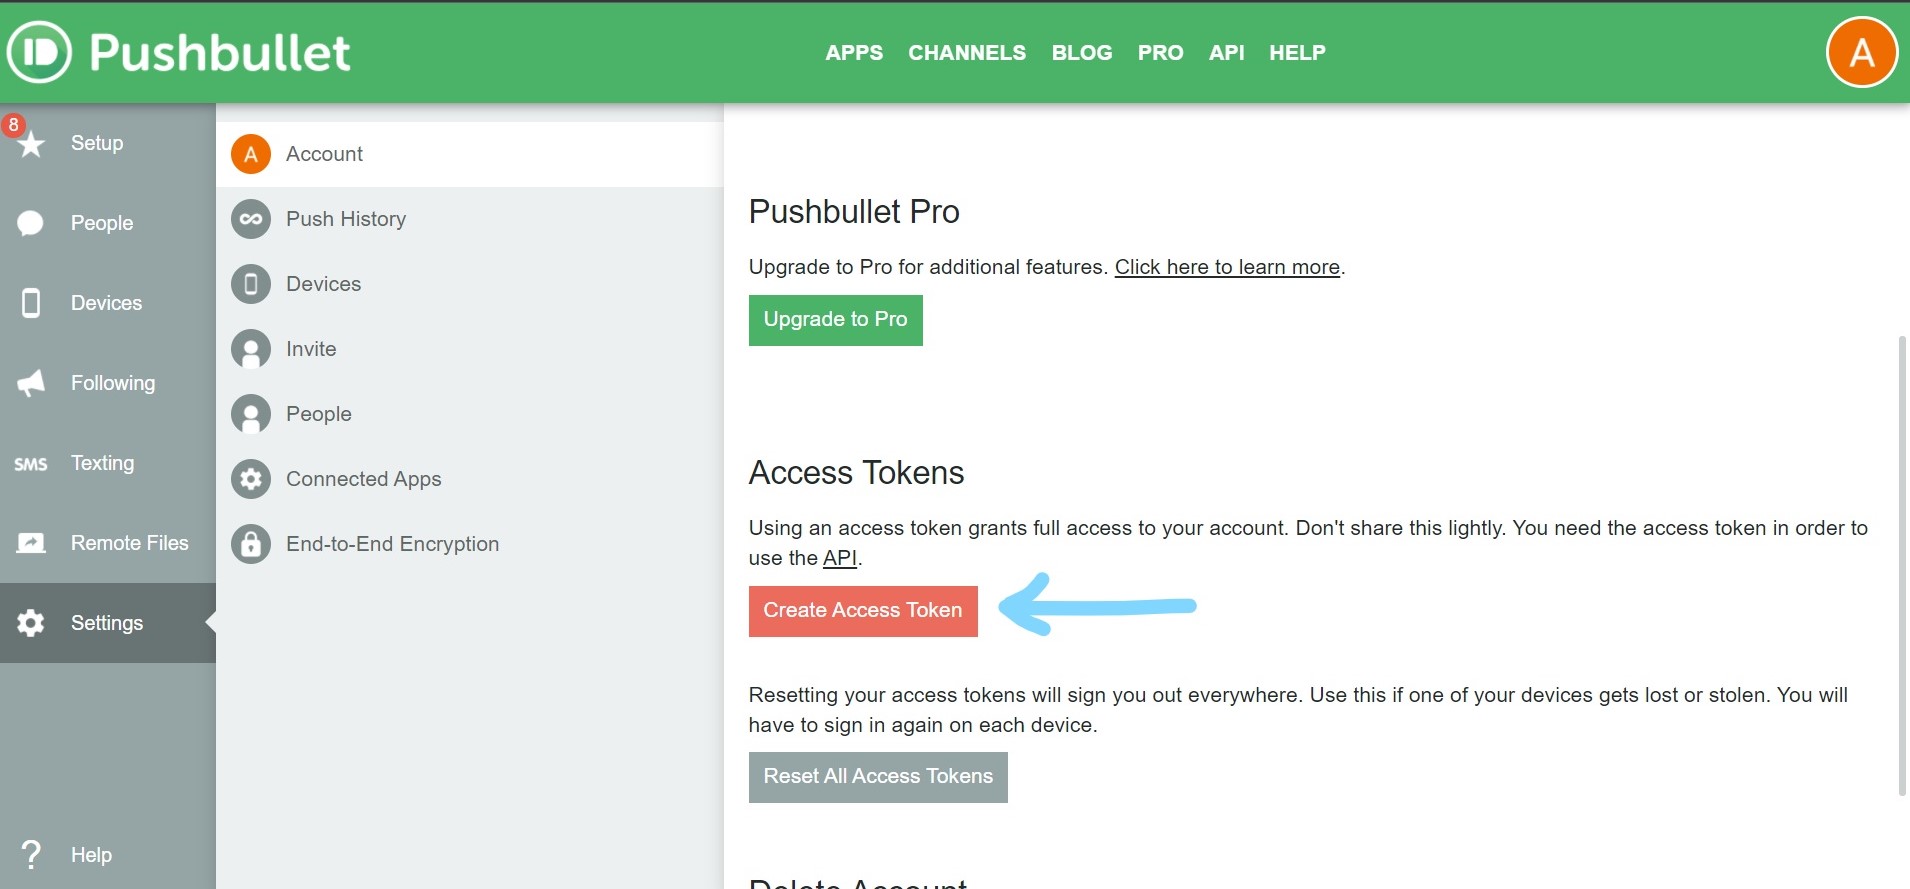 Pushbullet
APPS CHANNELS BLOG PRO API HELP
A
8
Setup
People
Devices
Following
SMS Texting
Remote Files
Settings
Help
A Account
Push History
Devices
Invite
People
Connected Apps
End-to-End Encryption
Pushbullet Pro
Upgrade to Pro for additional features. Click here to learn more.
Upgrade to Pro
Access Tokens
Using an access token grants full access to your account. Don't share this lightly. You need the access token in order to
use the API.
Create Access Token
Resetting your access tokens will sign you out everywhere. Use this if one of your devices gets lost or stolen. You will
have to sign in again on each device.
Reset All Access Tokens
Delete Account